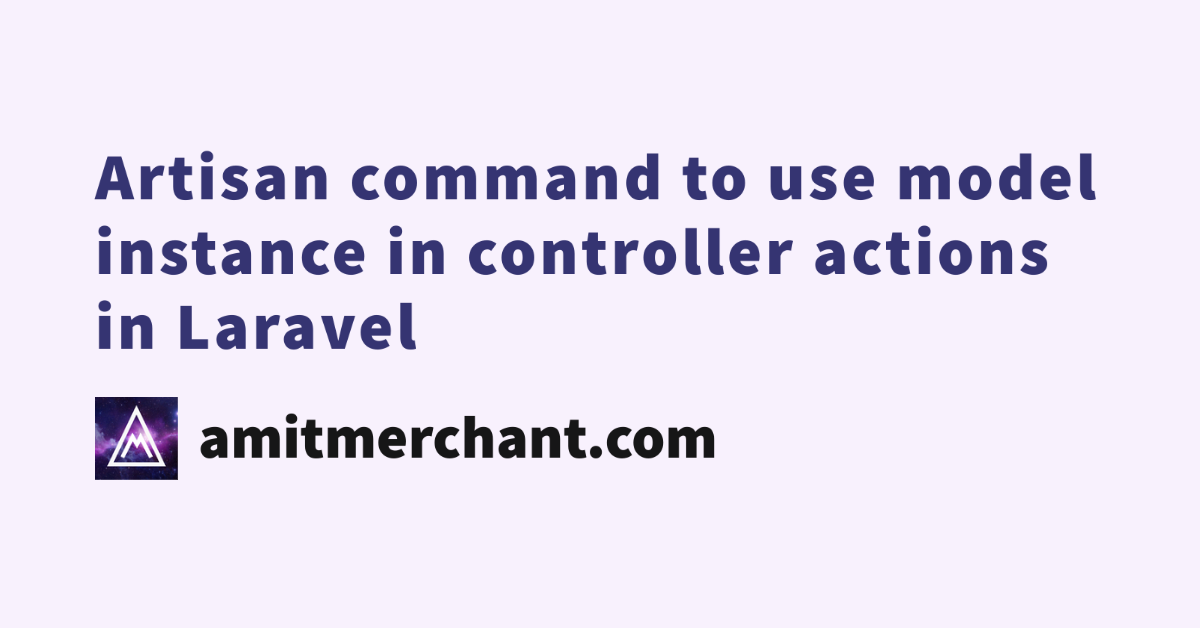 Artisan command to use model
instance in controller actions
in Laravel
amitmerchant.com